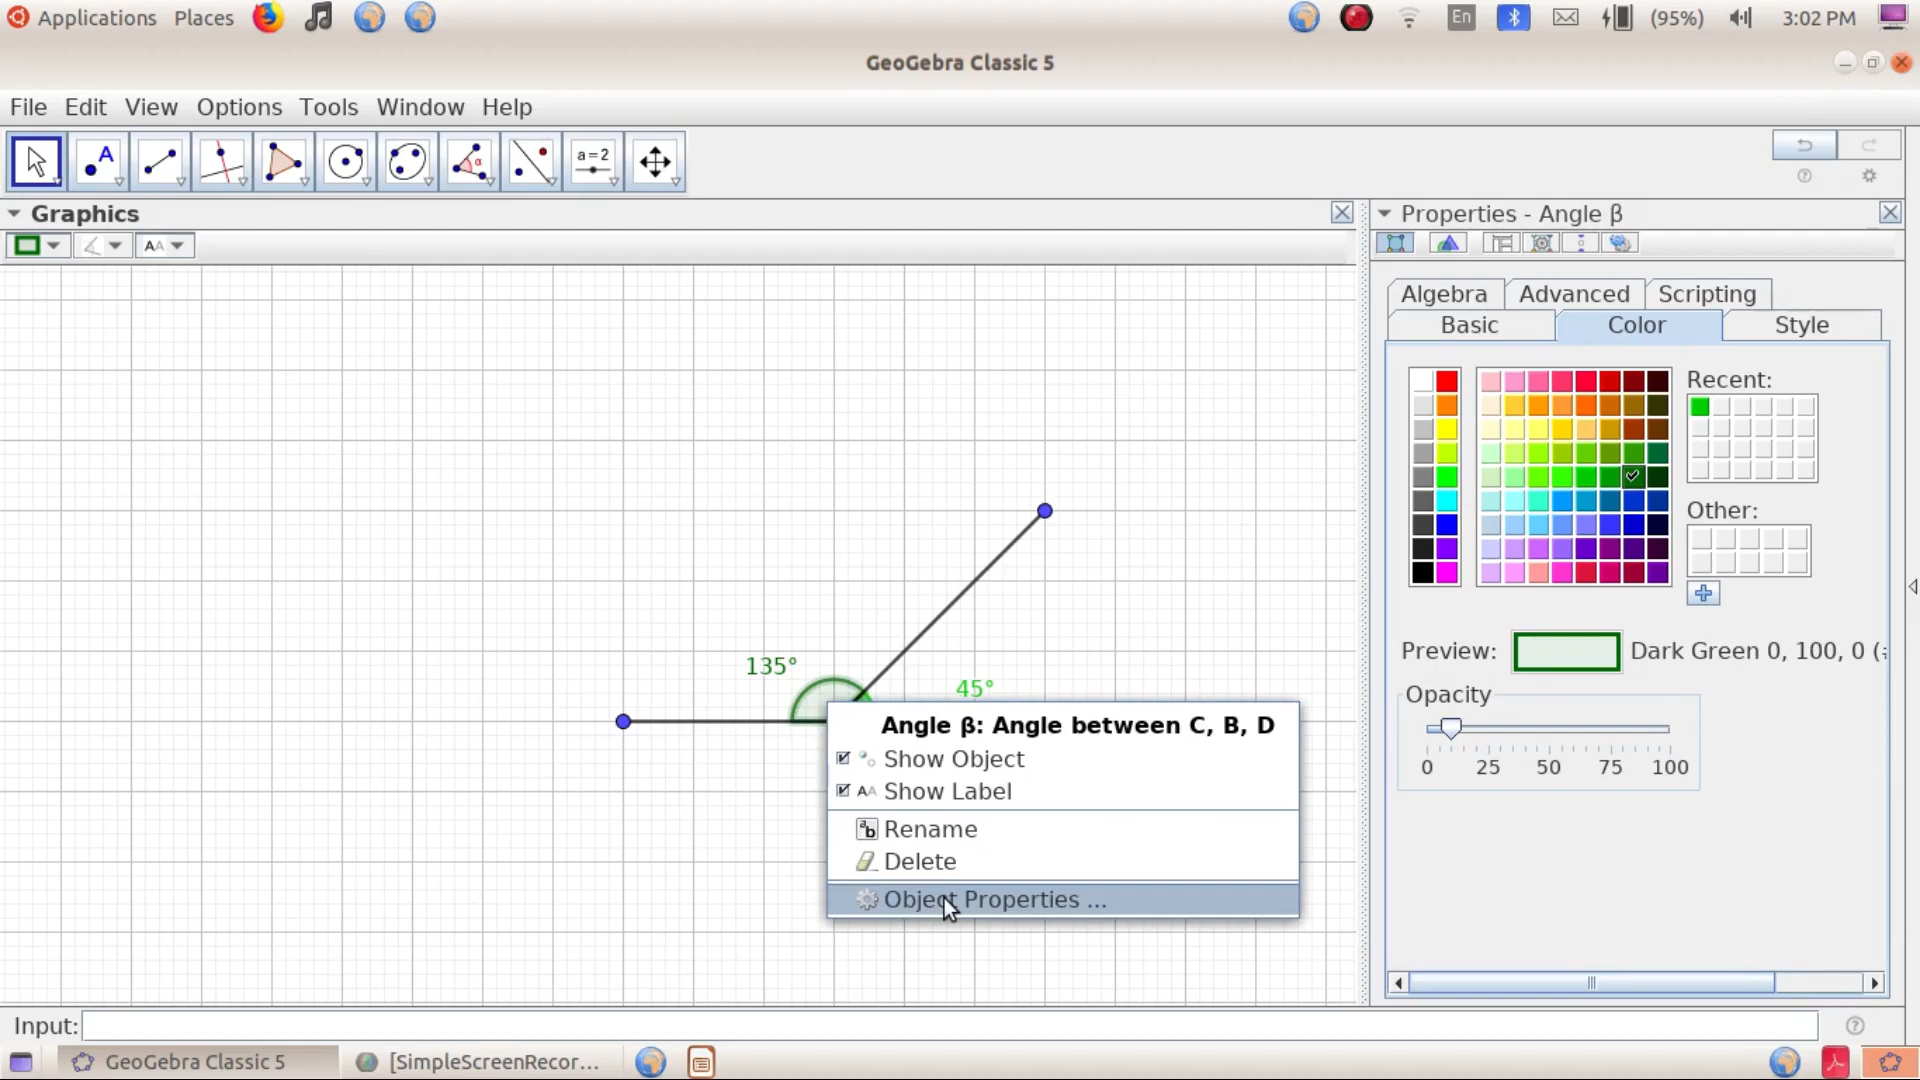 Applications Places
En
(95%)
3:02 PM
GeoGebra Classic 5
File Edit View Options Tools Window Help
A
α
a=2
Graphics
AA
Properties - Angle β
Algebra Advanced Scripting
Basic Color Style
Recent:
Other:
Preview:
Dark Green 0, 100, 0 (
Opacity
0 25 50 75 100
135°
45°
Angle β: Angle between C, B, D
Show Object
AA Show Label
ab Rename
Delete
Object Properties ...
Input:
GeoGebra Classic 5
[SimpleScreenRecor...